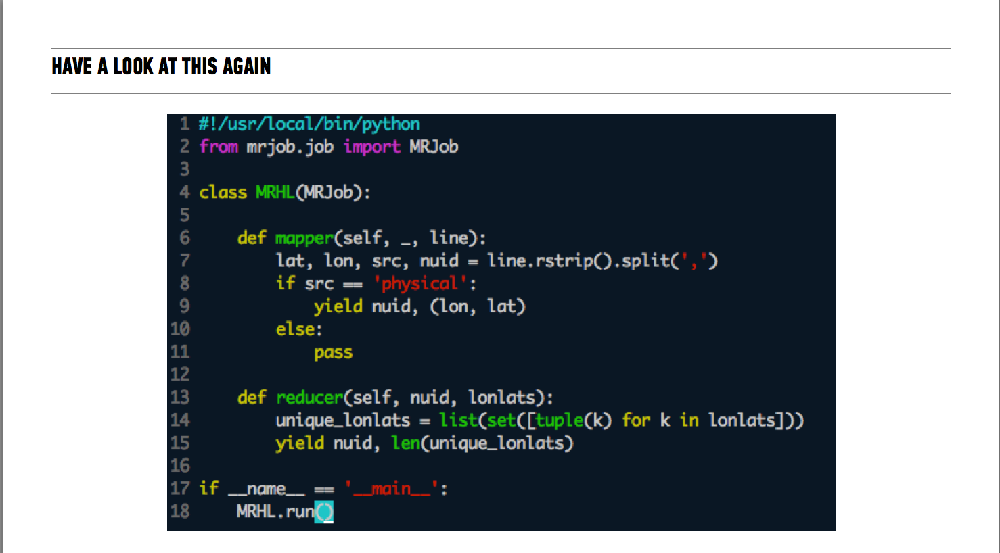 HAVE A LOOK AT THIS AGAIN
1 #!/usr/local/bin/python
2 from mrjob.job import MRJob
3
4 class MRHL(MRJob):
5
6     def mapper(self, _, line):
7         lat, lon, src, nuid = line.rstrip().split(',')
8         if src == 'physical':
9             yield nuid, (lon, lat)
10         else:
11             pass
12
13     def reducer(self, nuid, lonlats):
14         unique_lonlats = list(set([tuple(k) for k in lonlats]))
15         yield nuid, len(unique_lonlats)
16
17 if __name__ == '__main__':
18     MRHL.run()